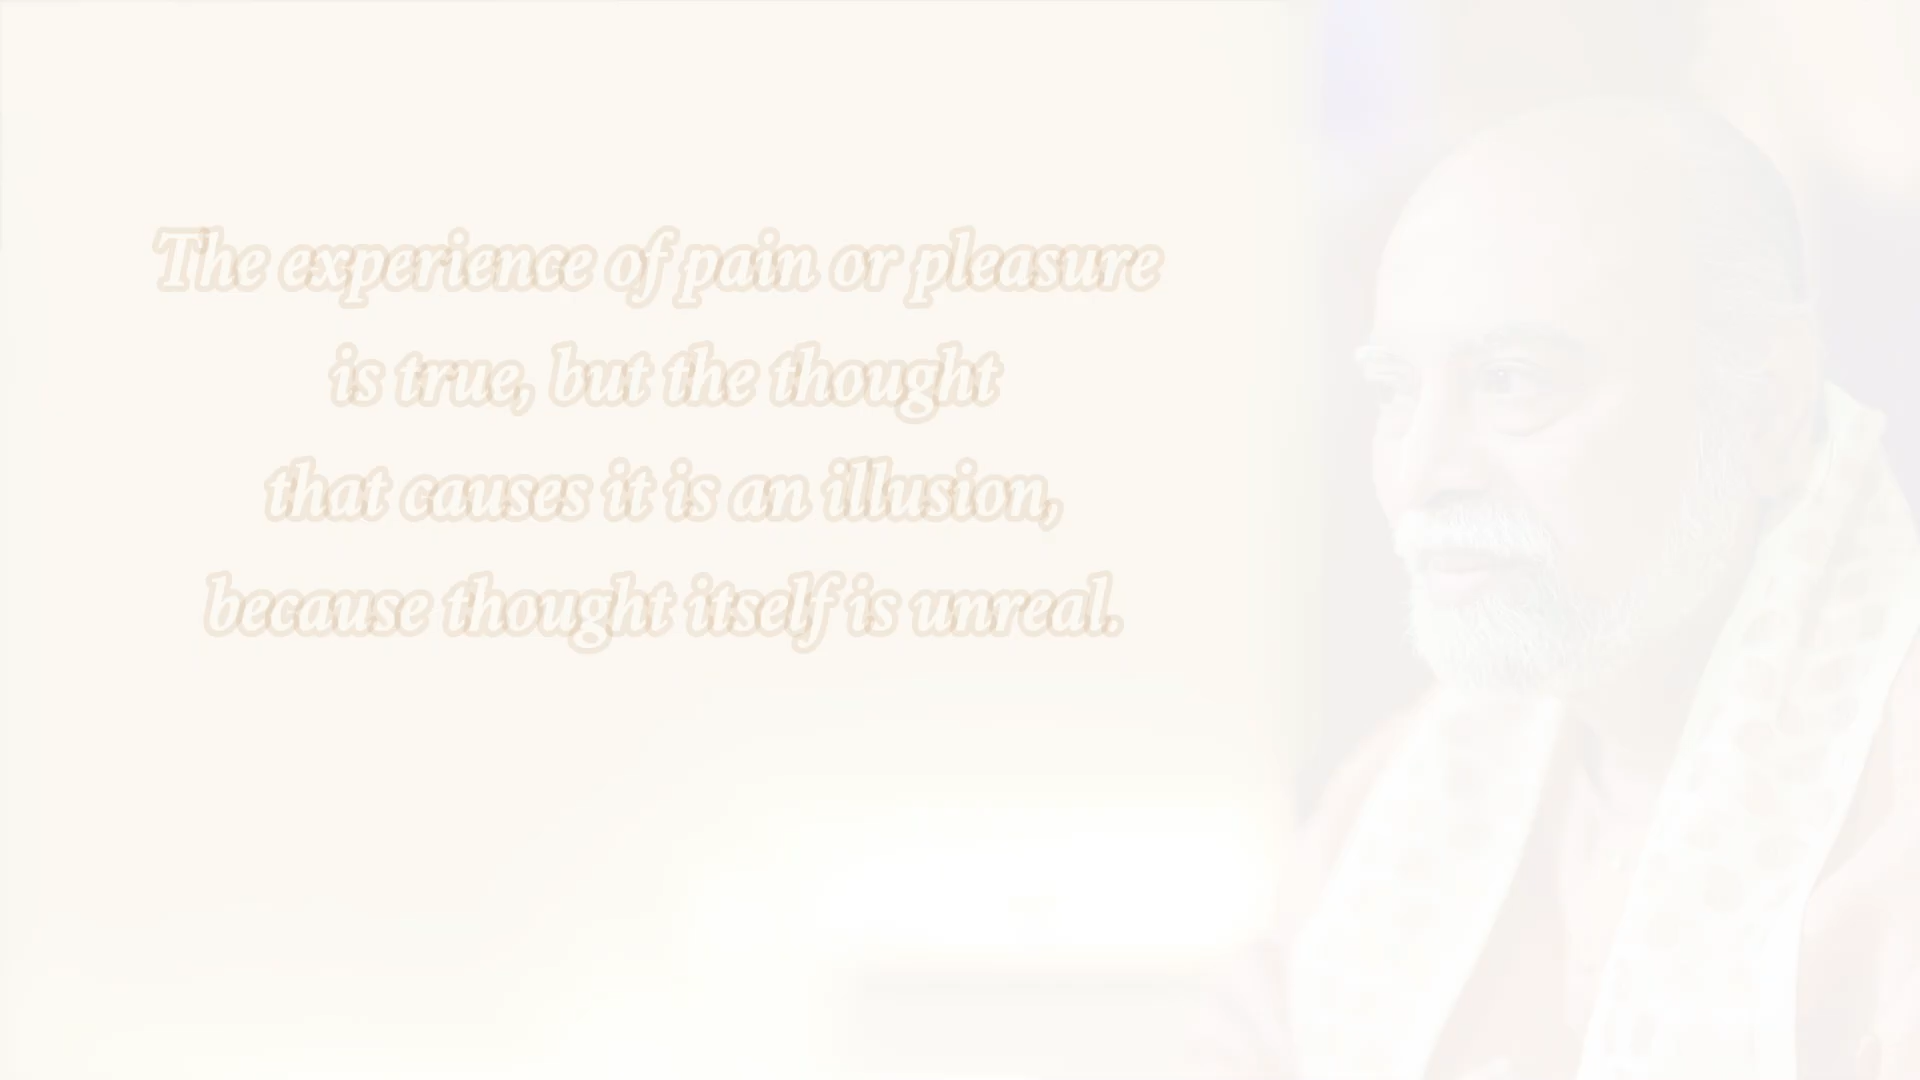 The experience of pain or pleasure
is true, but the thought
that causes it is an illusion,
because thought itself is unreal.